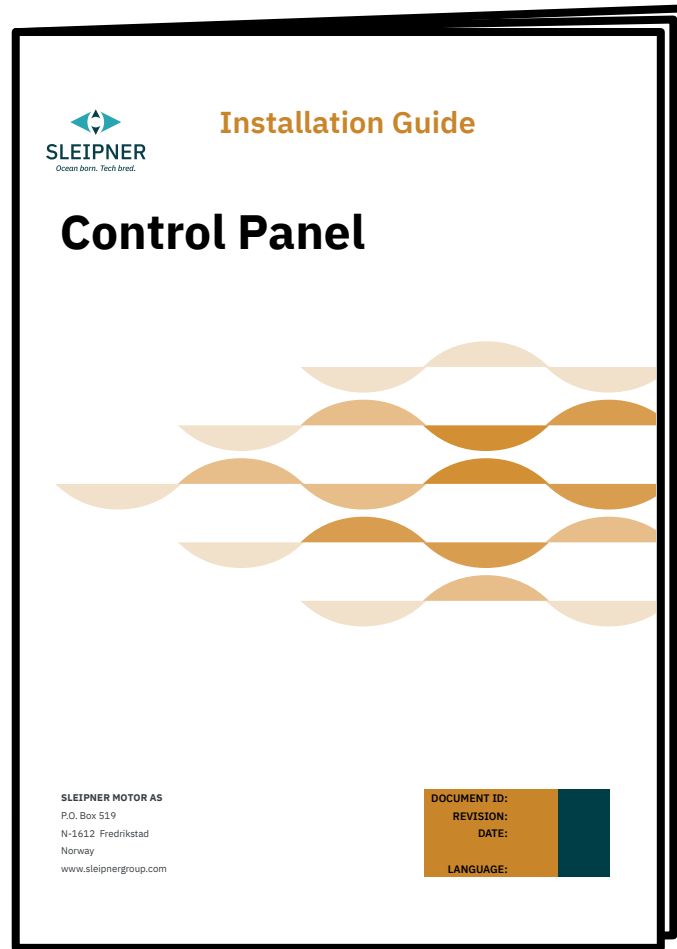 Installation Guide
SLEIPNER
Ocean born. Tech bred.
Control Panel
SLEIPNER MOTOR AS
P.O. Box 519
N-1612 Fredrikstad
Norway
www.sleipnergroup.com
DOCUMENT ID:
REVISION:
DATE:
LANGUAGE: